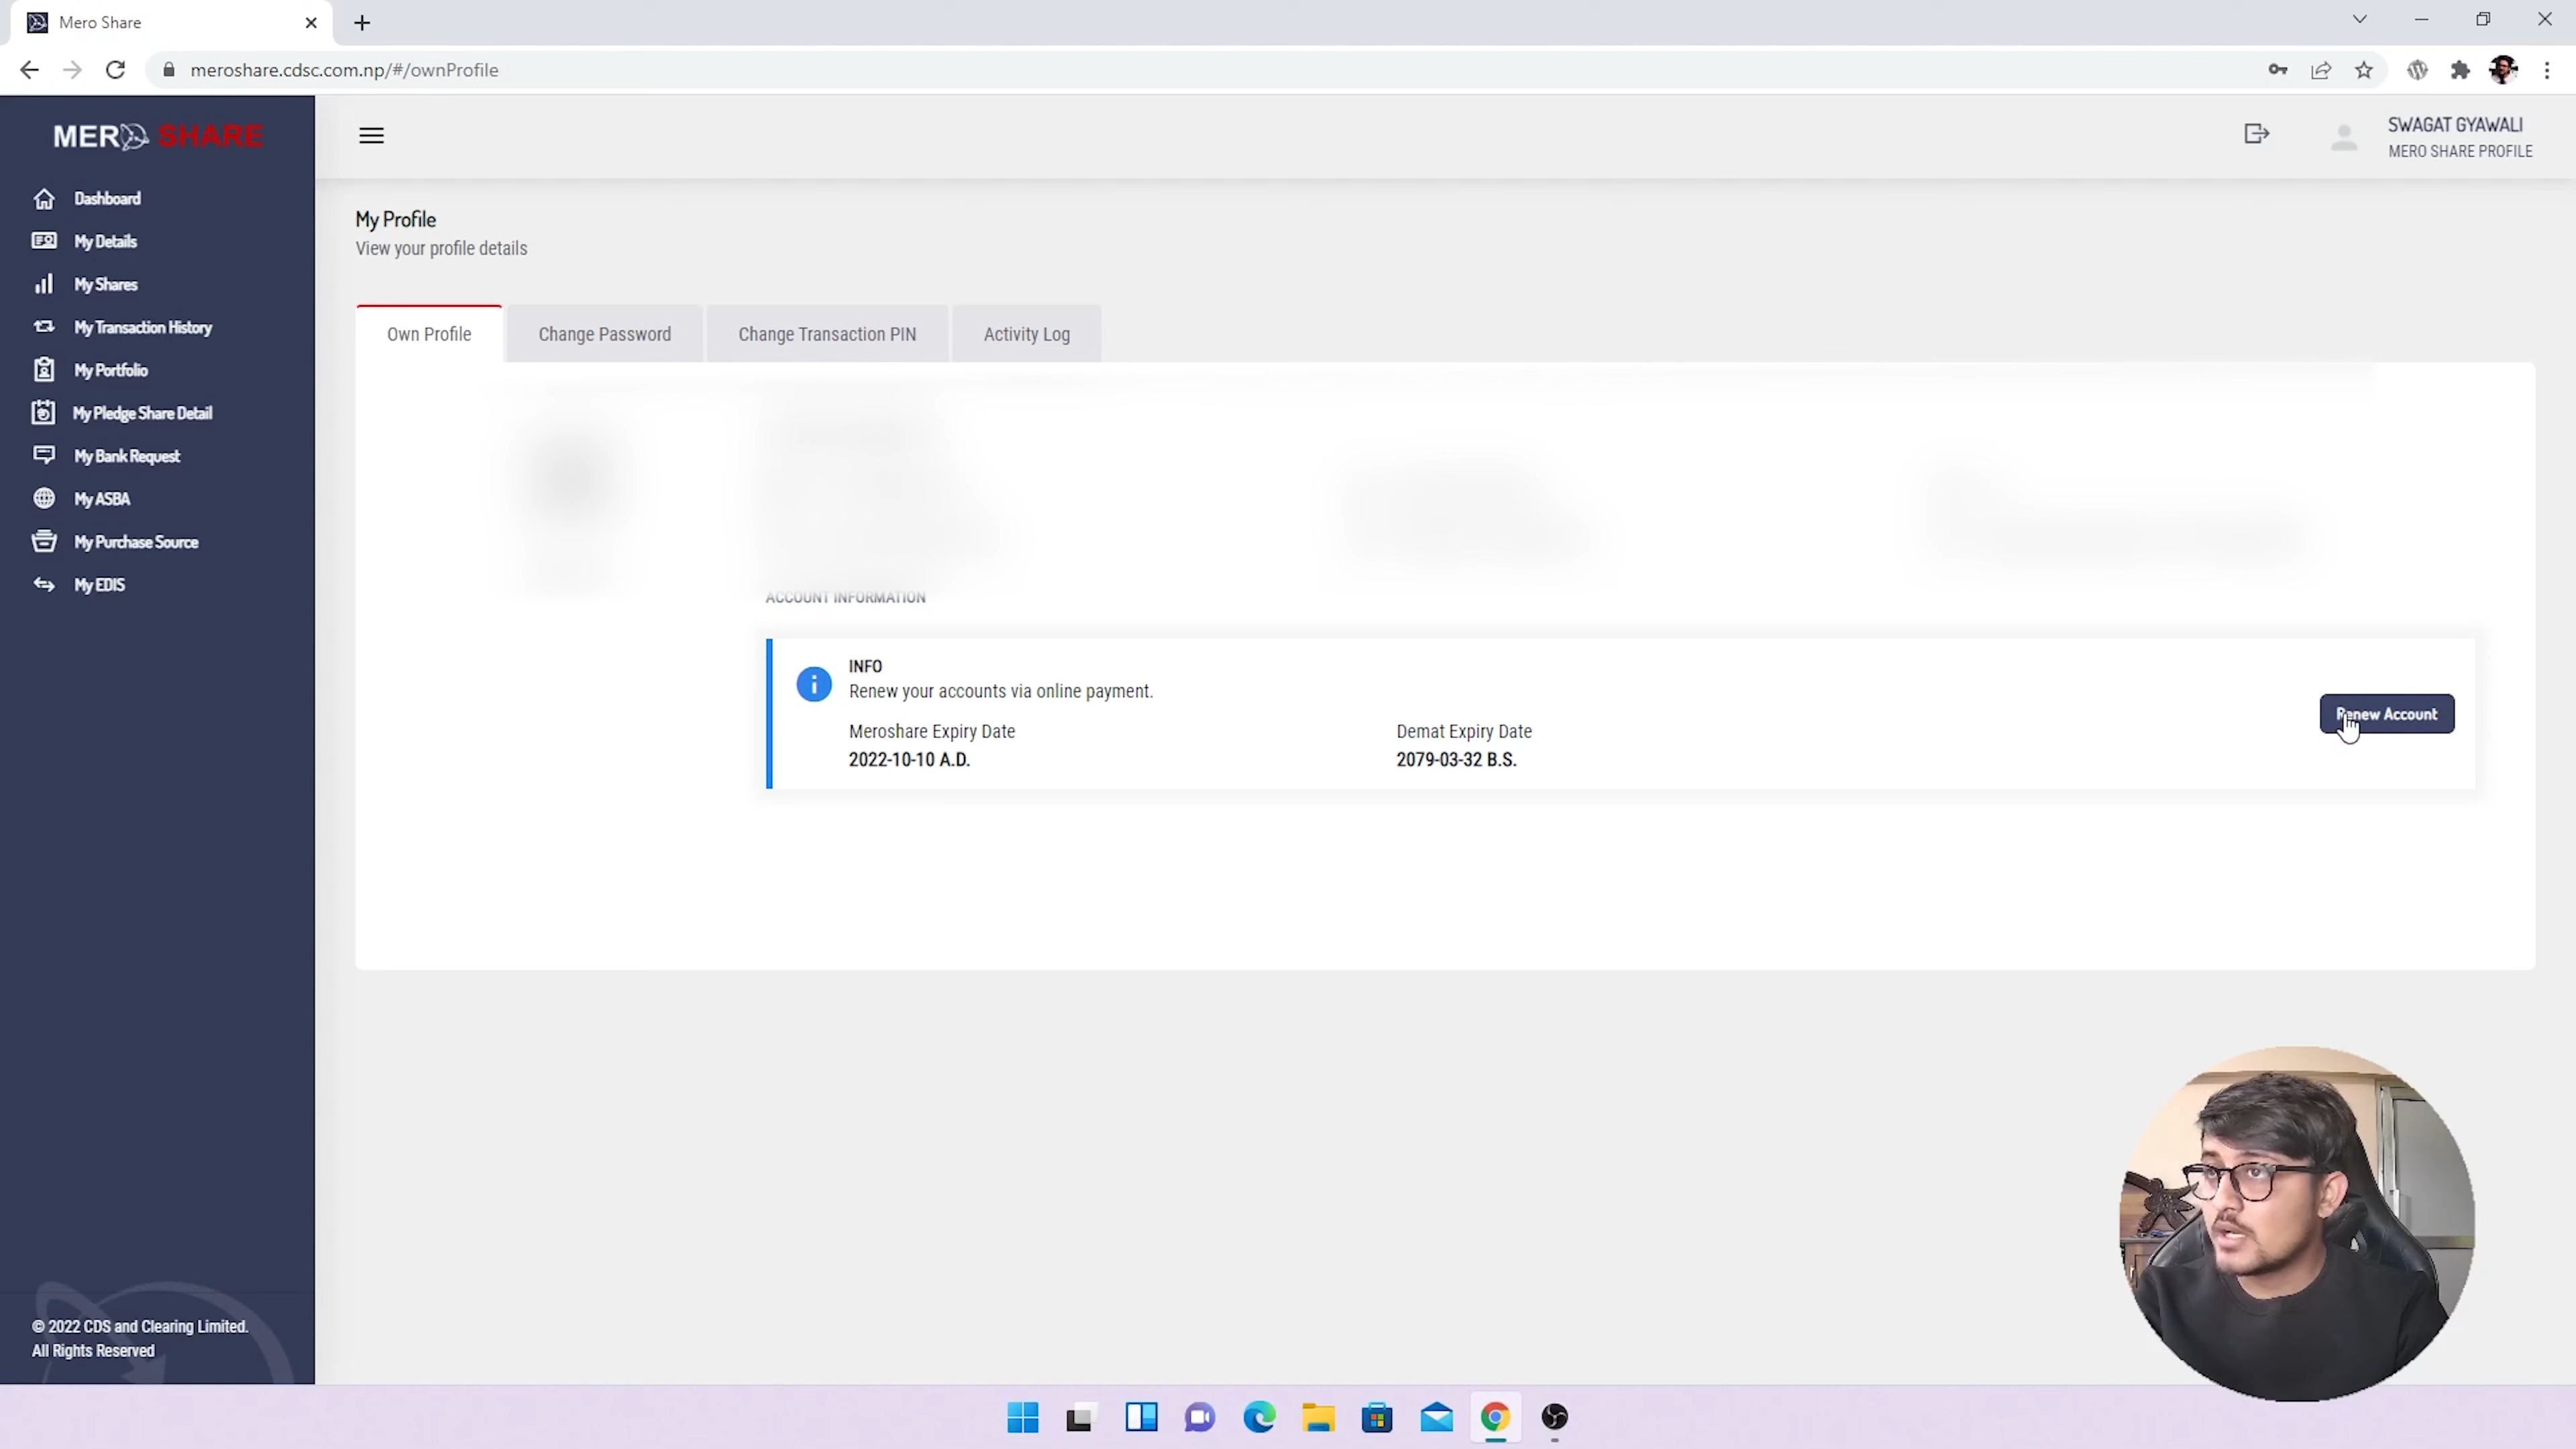 Mero Share
meroshare.cdsc.com.np/#/ownProfile
MERO SHARE
SWAGAT GYAWALI
MERO SHARE PROFILE
Dashboard
My Details
My Shares
My Transaction History
My Portfolio
My Pledge Share Detail
My Bank Request
My ASBA
My Purchase Source
My EDIS
My Profile
View your profile details
Own Profile
Change Password
Change Transaction PIN
Activity Log
ACCOUNT INFORMATION
INFO
Renew your accounts via online payment.
Meroshare Expiry Date
2022-10-10 A.D.
Demat Expiry Date
2079-03-32 B.S.
Renew Account
© 2022 CDS and Clearing Limited.
All Rights Reserved